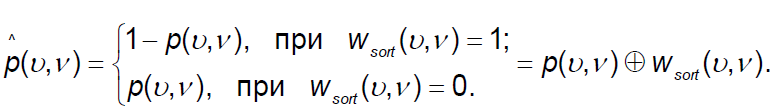 p̂(υ,ν) = { 1 − p(υ,ν), при w_sort(υ,ν) = 1;
p(υ,ν), при w_sort(υ,ν) = 0. = p(υ,ν) ⊕ w_sort(υ,ν).